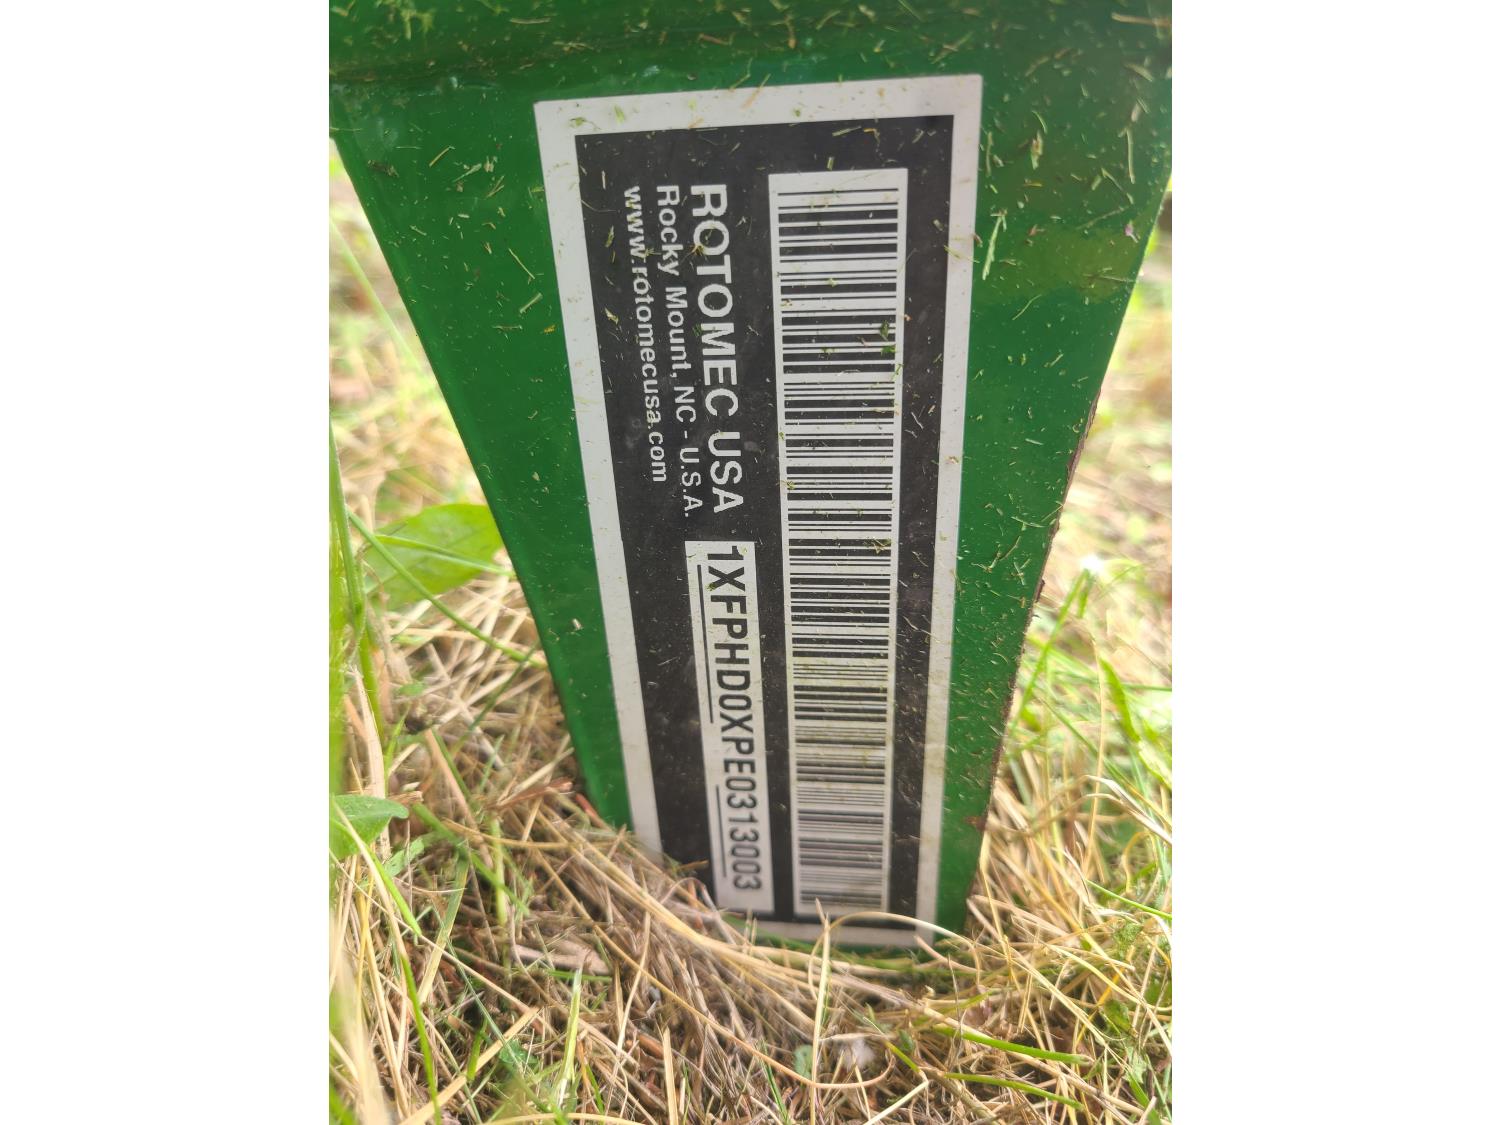 ROTOMEC USA
Rocky Mount, NC - U.S.A.
www.rotomecusa.com
1XFPHD0XPE0313003